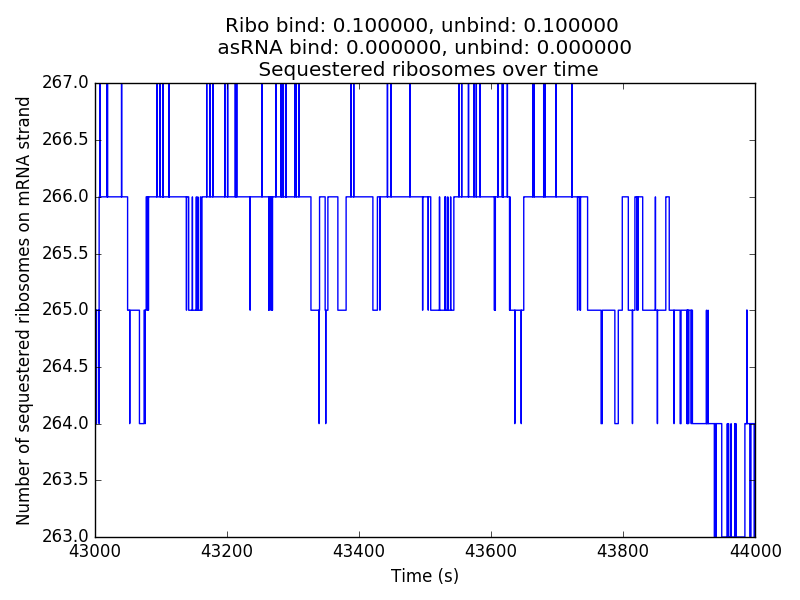 Ribo bind: 0.100000, unbind: 0.100000
asRNA bind: 0.000000, unbind: 0.000000
Sequestered ribosomes over time
Number of sequestered ribosomes on mRNA strand
267.0
266.5
266.0
265.5
265.0
264.5
264.0
263.5
263.0
43000 43200 43400 43600 43800 44000
Time (s)